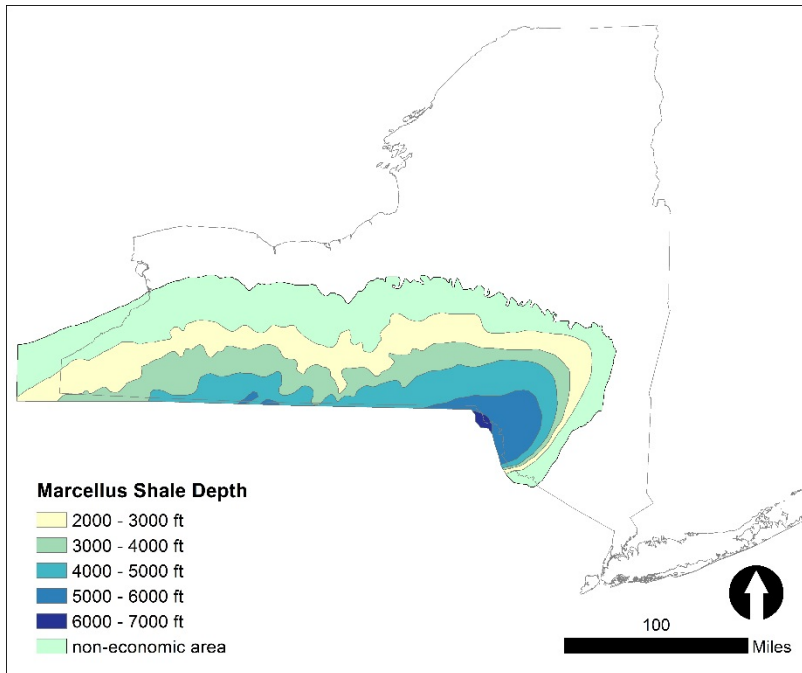 Marcellus Shale Depth
2000 - 3000 ft
3000 - 4000 ft
4000 - 5000 ft
5000 - 6000 ft
6000 - 7000 ft
non-economic area
100
Miles